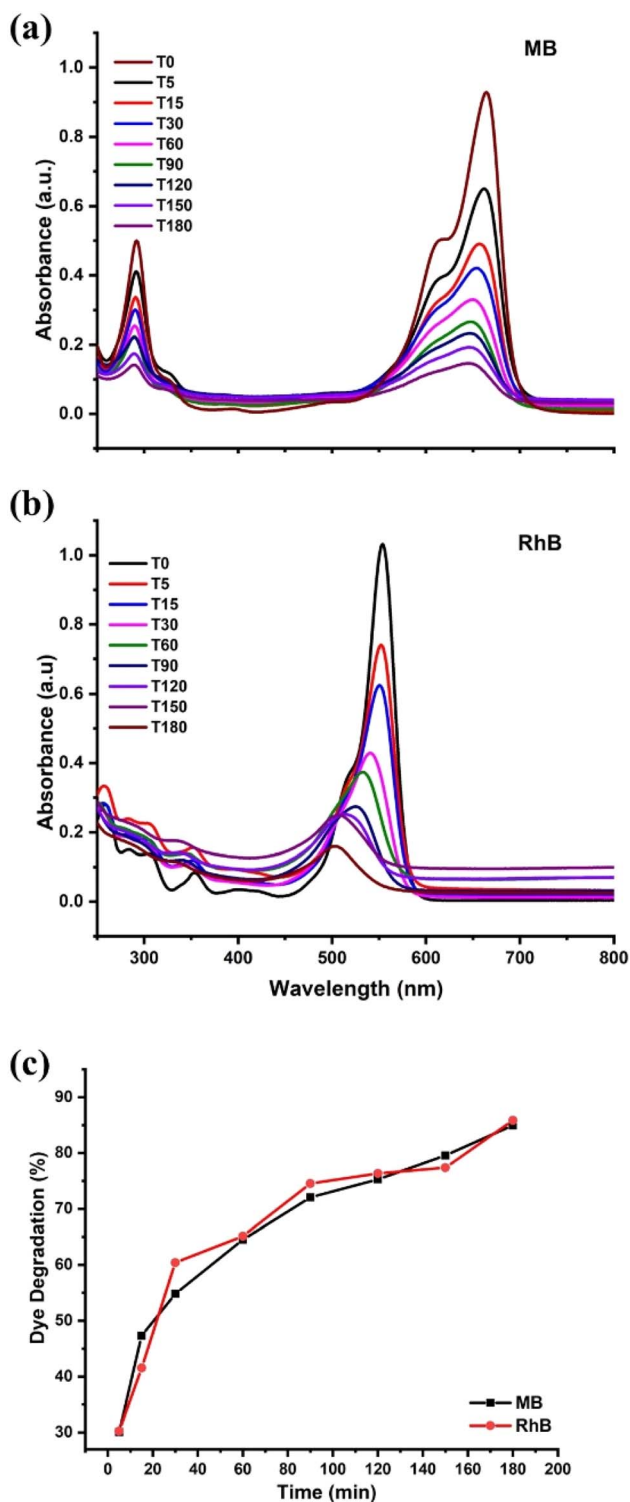 (a)
MB
T0
T5
T15
T30
T60
T90
T120
T150
T180
Absorbance (a.u.)
1.0
0.8
0.6
0.4
0.2
0.0
(b)
RhB
T0
T5
T15
T30
T60
T90
T120
T150
T180
Absorbance (a.u)
1.0
0.8
0.6
0.4
0.2
0.0
300 400 500 600 700 800
Wavelength (nm)
(c)
Dye Degradation (%)
90
80
70
60
50
40
30
MB
RhB
0 20 40 60 80 100 120 140 160 180 200
Time (min)